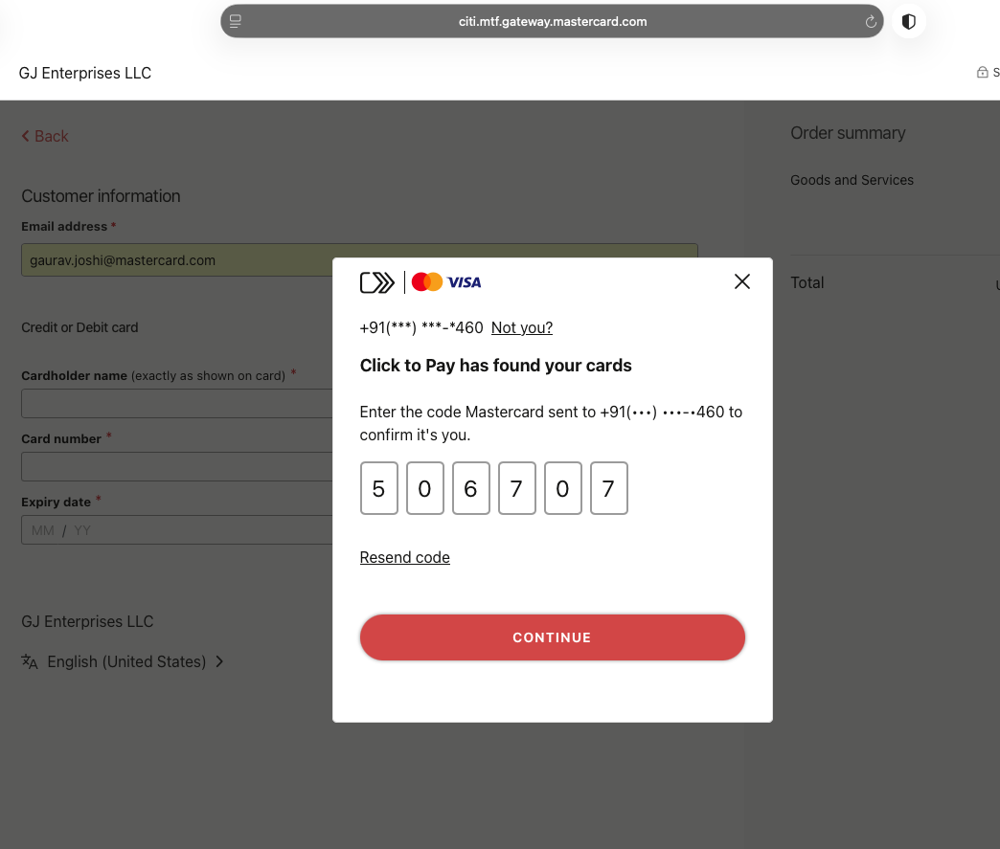 citi.mtf.gateway.mastercard.com
GJ Enterprises LLC
S
Back
Order summary
Customer information
Goods and Services
Email address *
gaurav.joshi@mastercard.com
VISA
Total
+91(***) ***-*460 Not you?
Credit or Debit card
Click to Pay has found your cards
Cardholder name (exactly as shown on card) *
Enter the code Mastercard sent to +91(•••) •••-•460 to
confirm it's you.
Card number *
5 0 6 7 0 7
Expiry date *
MM / YY
Resend code
GJ Enterprises LLC
CONTINUE
English (United States)